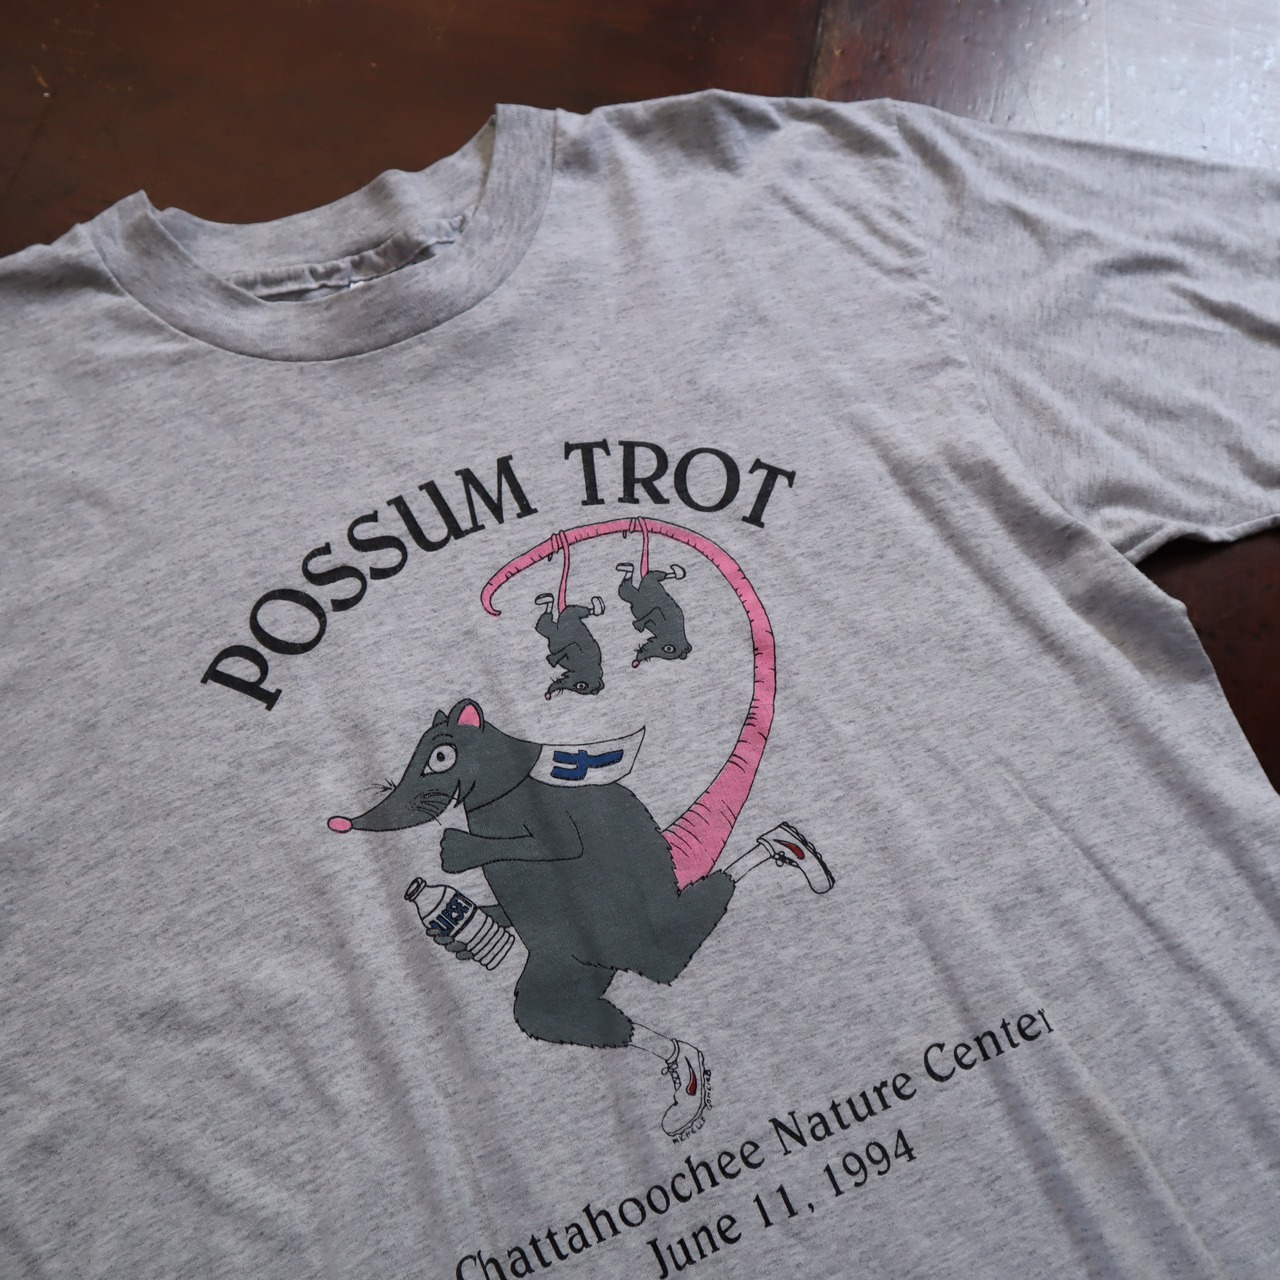 POSSUM TROT
Chattahoochee Nature Center
June 11, 1994